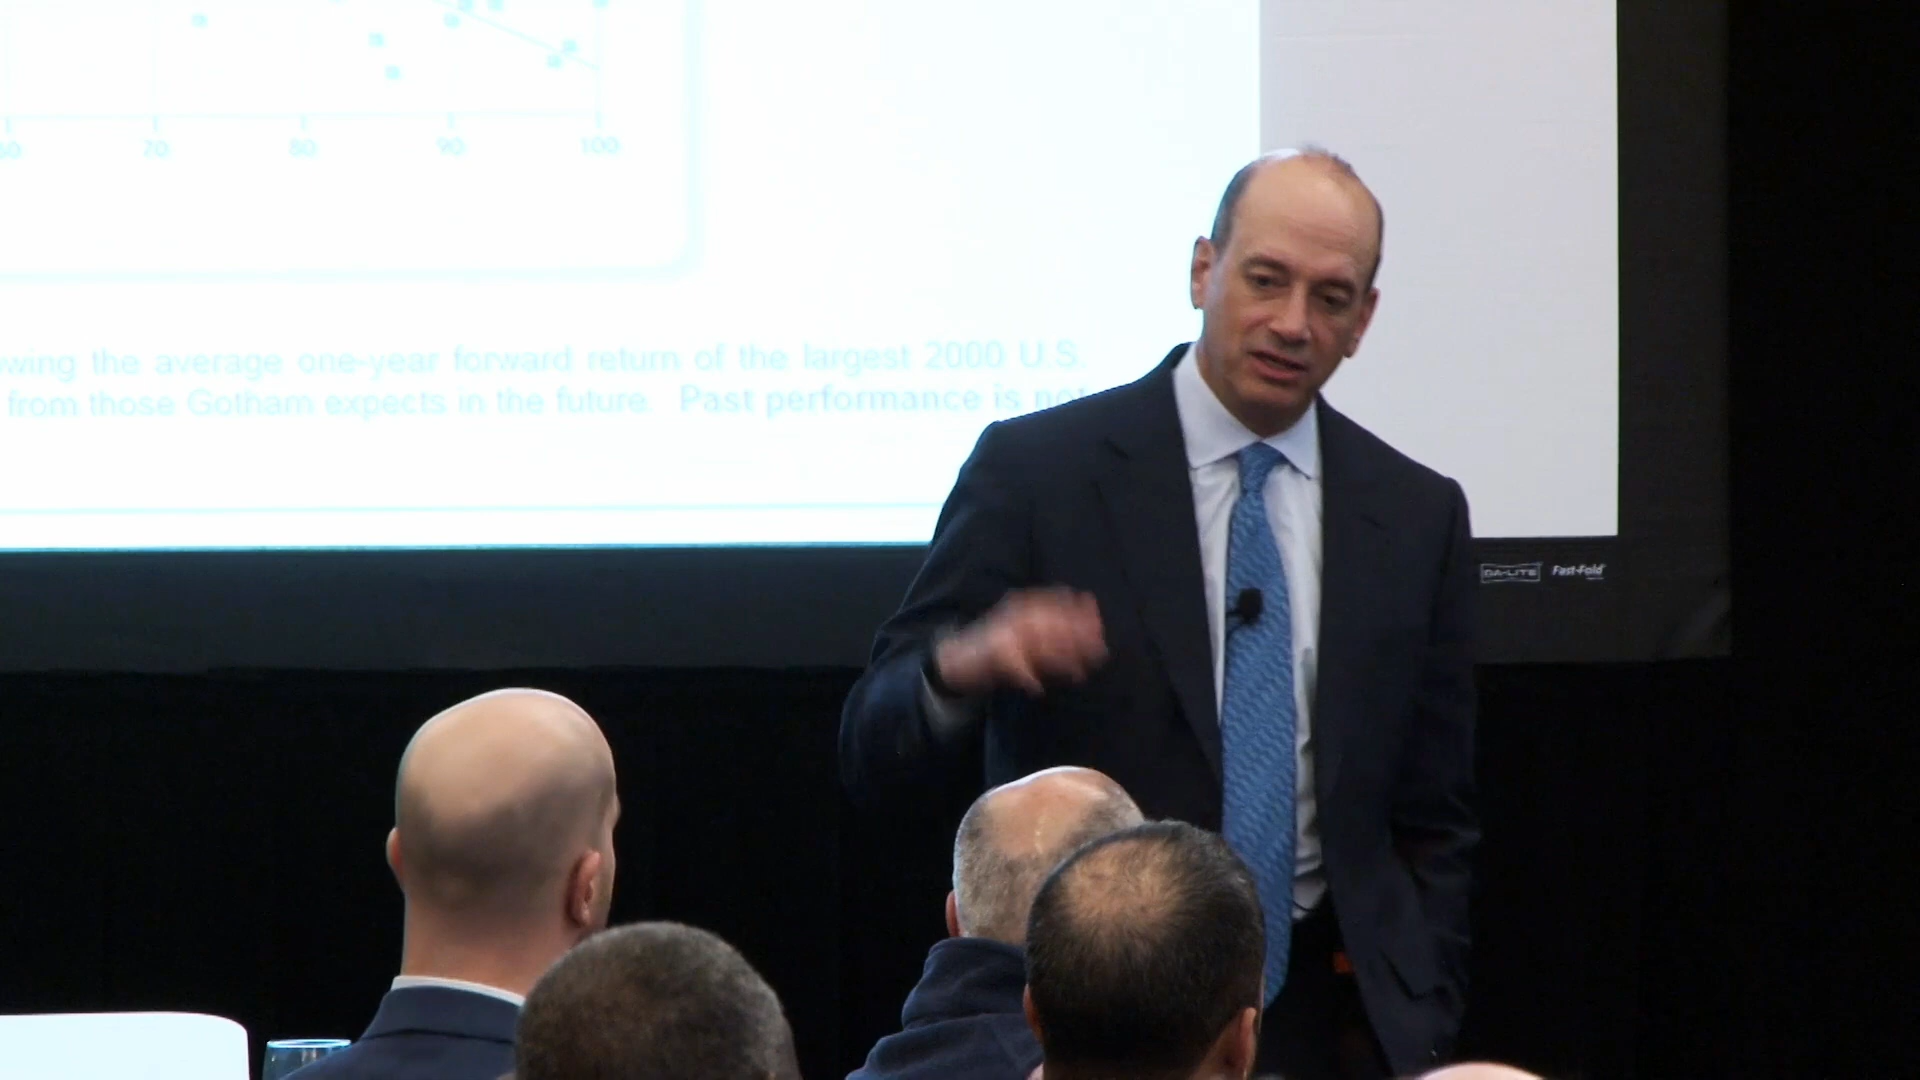 70 80 90 100
wing the average one-year forward return of the largest 2000 U.S.
from those Gotham expects in the future. Past performance is not
DA-LITE Fast-Fold